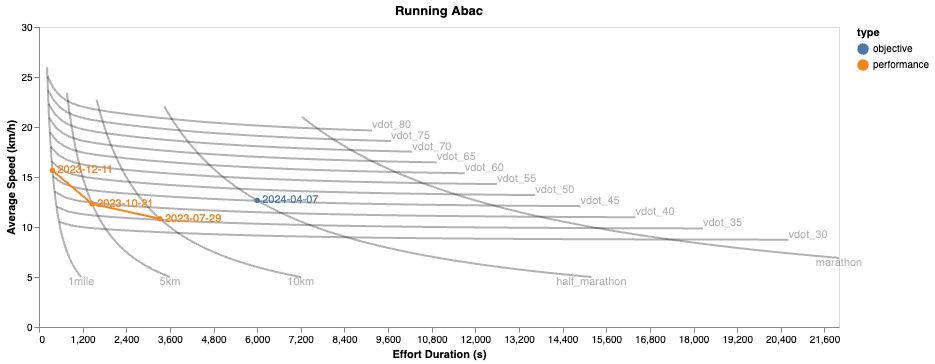 Running Abac
type
objective
performance
30
25
20
15
10
5
0
Average Speed (km/h)
vdot_80
vdot_75
vdot_70
vdot_65
vdot_60
vdot_55
vdot_50
vdot_45
vdot_40
vdot_35
vdot_30
2023-12-11
2023-10-21
2023-07-29
2024-04-07
marathon
1mile
5km
10km
half_marathon
0 1,200 2,400 3,600 4,800 6,000 7,200 8,400 9,600 10,800 12,000 13,200 14,400 15,600 16,800 18,000 19,200 20,400 21,600
Effort Duration (s)